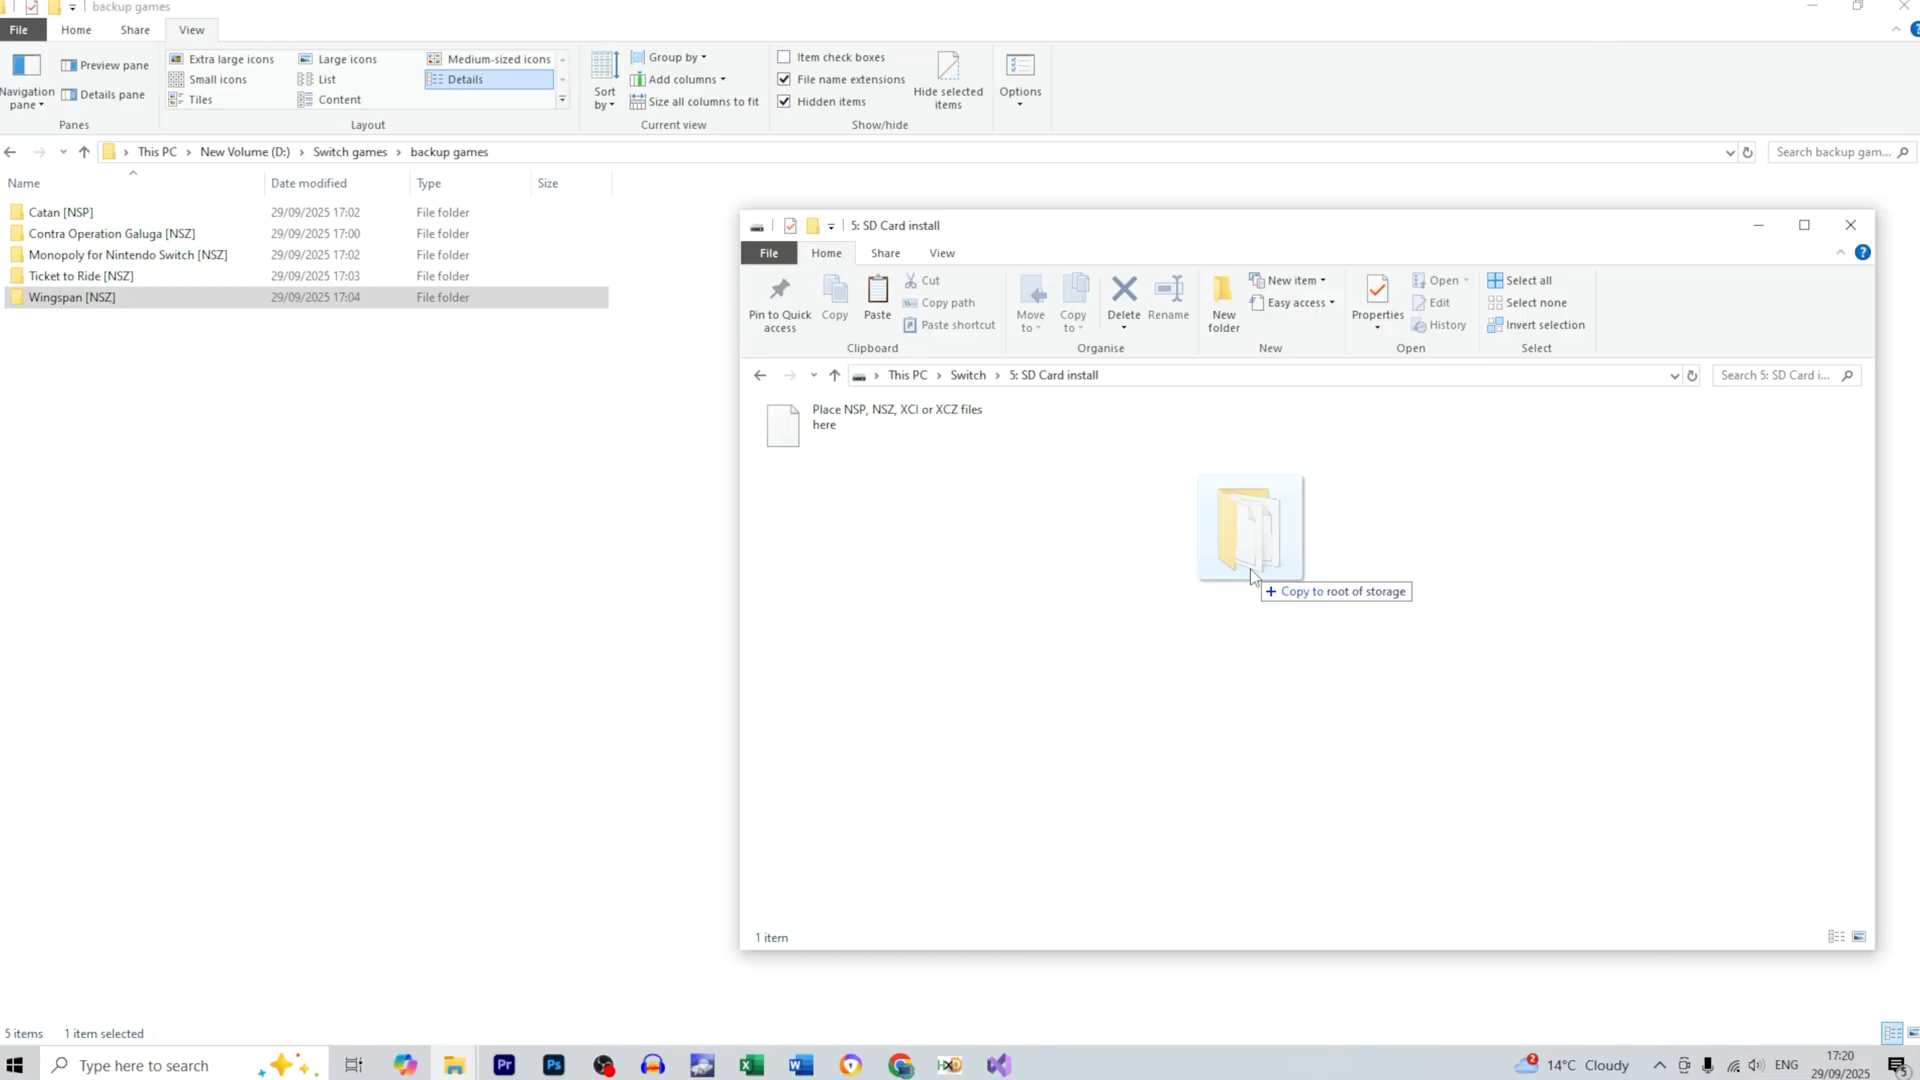 backup games
File Home Share View
Navigation pane
Preview pane
Details pane
Panes
Extra large icons Large icons Medium-sized icons
Small icons List Details
Tiles Content
Layout
Sort by
Group by
Add columns
Size all columns to fit
Current view
Item check boxes
File name extensions
Hidden items
Hide selected items
Show/hide
Options
This PC › New Volume (D:) › Switch games › backup games
Search backup gam...
Name Date modified Type Size
Catan [NSP] 29/09/2025 17:02 File folder
Contra Operation Galuga [NSZ] 29/09/2025 17:00 File folder
Monopoly for Nintendo Switch [NSZ] 29/09/2025 17:02 File folder
Ticket to Ride [NSZ] 29/09/2025 17:03 File folder
Wingspan [NSZ] 29/09/2025 17:04 File folder
5: SD Card install
File Home Share View
Pin to Quick access
Copy
Paste
Cut
Copy path
Paste shortcut
Clipboard
Move to
Copy to
Delete
Rename
Organise
New folder
New item
Easy access
New
Properties
Open
Edit
History
Open
Select all
Select none
Invert selection
Select
This PC › Switch › 5: SD Card install
Search 5: SD Card i...
Place NSP, NSZ, XCI or XCZ files
here
+ Copy to root of storage
1 item
5 items 1 item selected
Type here to search
Pr
Ps
2
14°C Cloudy
ENG
17:20
29/09/2025
5